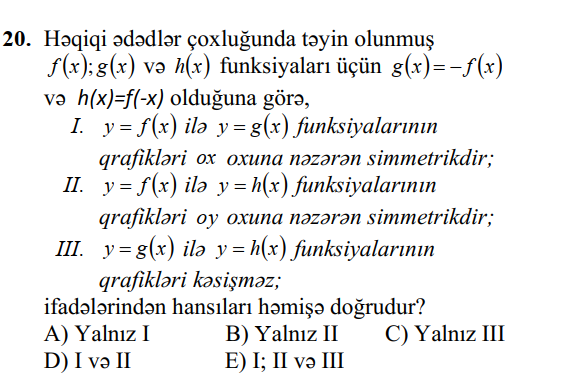 20. Həqiqi ədədlər çoxluğunda təyin olunmuş
f(x); g(x) və h(x) funksiyaları üçün g(x)=−f(x)
və h(x)=f(-x) olduğuna görə,
I. y=f(x) ilə y=g(x) funksiyalarının
qrafikləri ox oxuna nəzərən simmetrikdir;
II. y=f(x) ilə y=h(x) funksiyalarının
qrafikləri oy oxuna nəzərən simmetrikdir;
III. y=g(x) ilə y=h(x) funksiyalarının
qrafikləri kəsişməz;
ifadələrindən hansıları həmişə doğrudur?
A) Yalnız I B) Yalnız II C) Yalnız III
D) I və II E) I; II və III